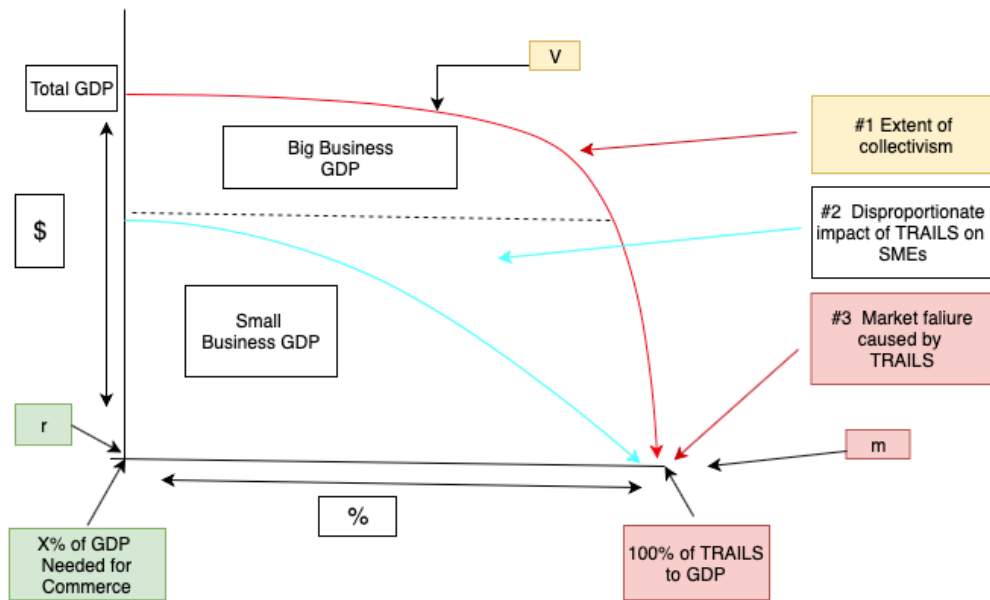 V
Total GDP
#1 Extent of
collectivism
Big Business
GDP
$
#2  Disproportionate
impact of TRAILS on
SMEs
Small
Business GDP
#3  Market faliure
caused by
TRAILS
r
m
%
X% of GDP
Needed for
Commerce
100% of TRAILS
to GDP